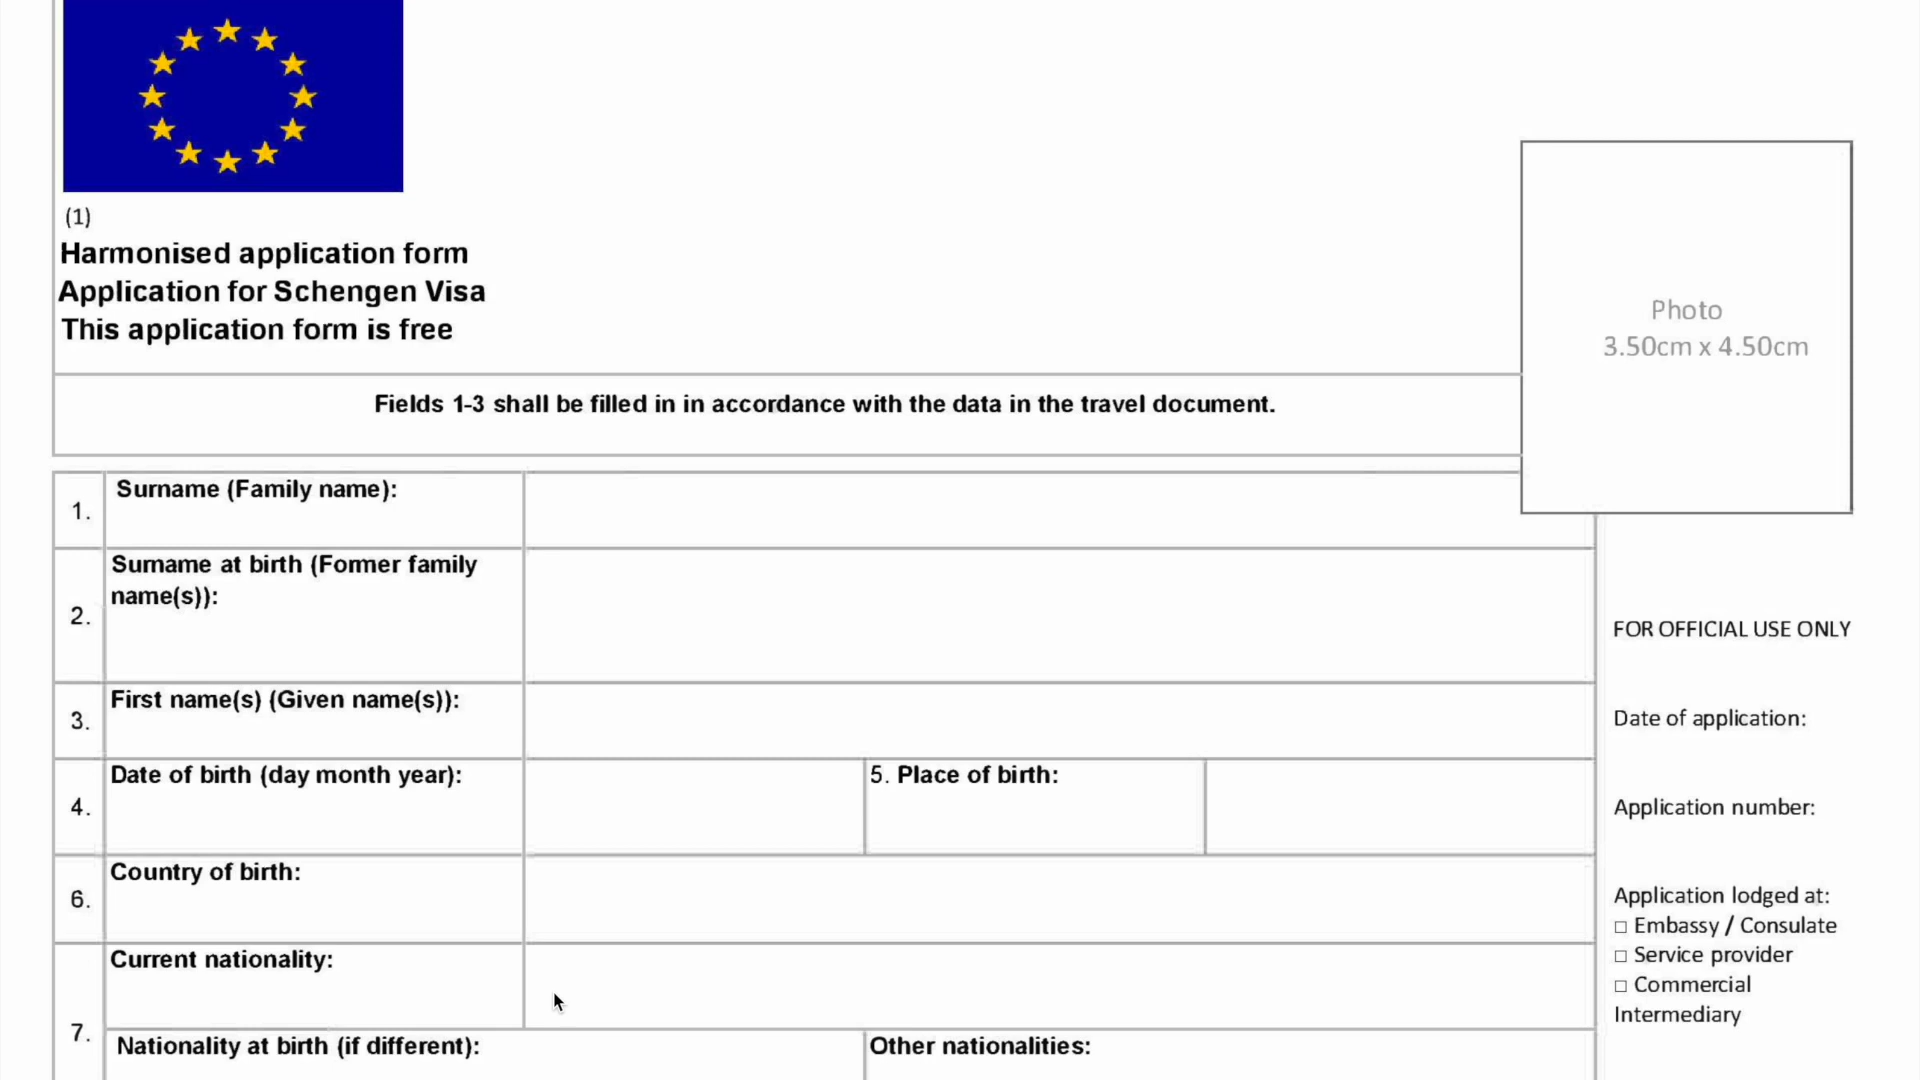 (1)
Harmonised application form
Application for Schengen Visa
This application form is free
Photo
3.50cm x 4.50cm
Fields 1-3 shall be filled in in accordance with the data in the travel document.
1.
Surname (Family name):
2.
Surname at birth (Former family
name(s)):
3.
First name(s) (Given name(s)):
4.
Date of birth (day month year):
5. Place of birth:
6.
Country of birth:
7.
Current nationality:
Nationality at birth (if different):
Other nationalities:
FOR OFFICIAL USE ONLY
Date of application:
Application number:
Application lodged at:
□ Embassy / Consulate
□ Service provider
□ Commercial
Intermediary